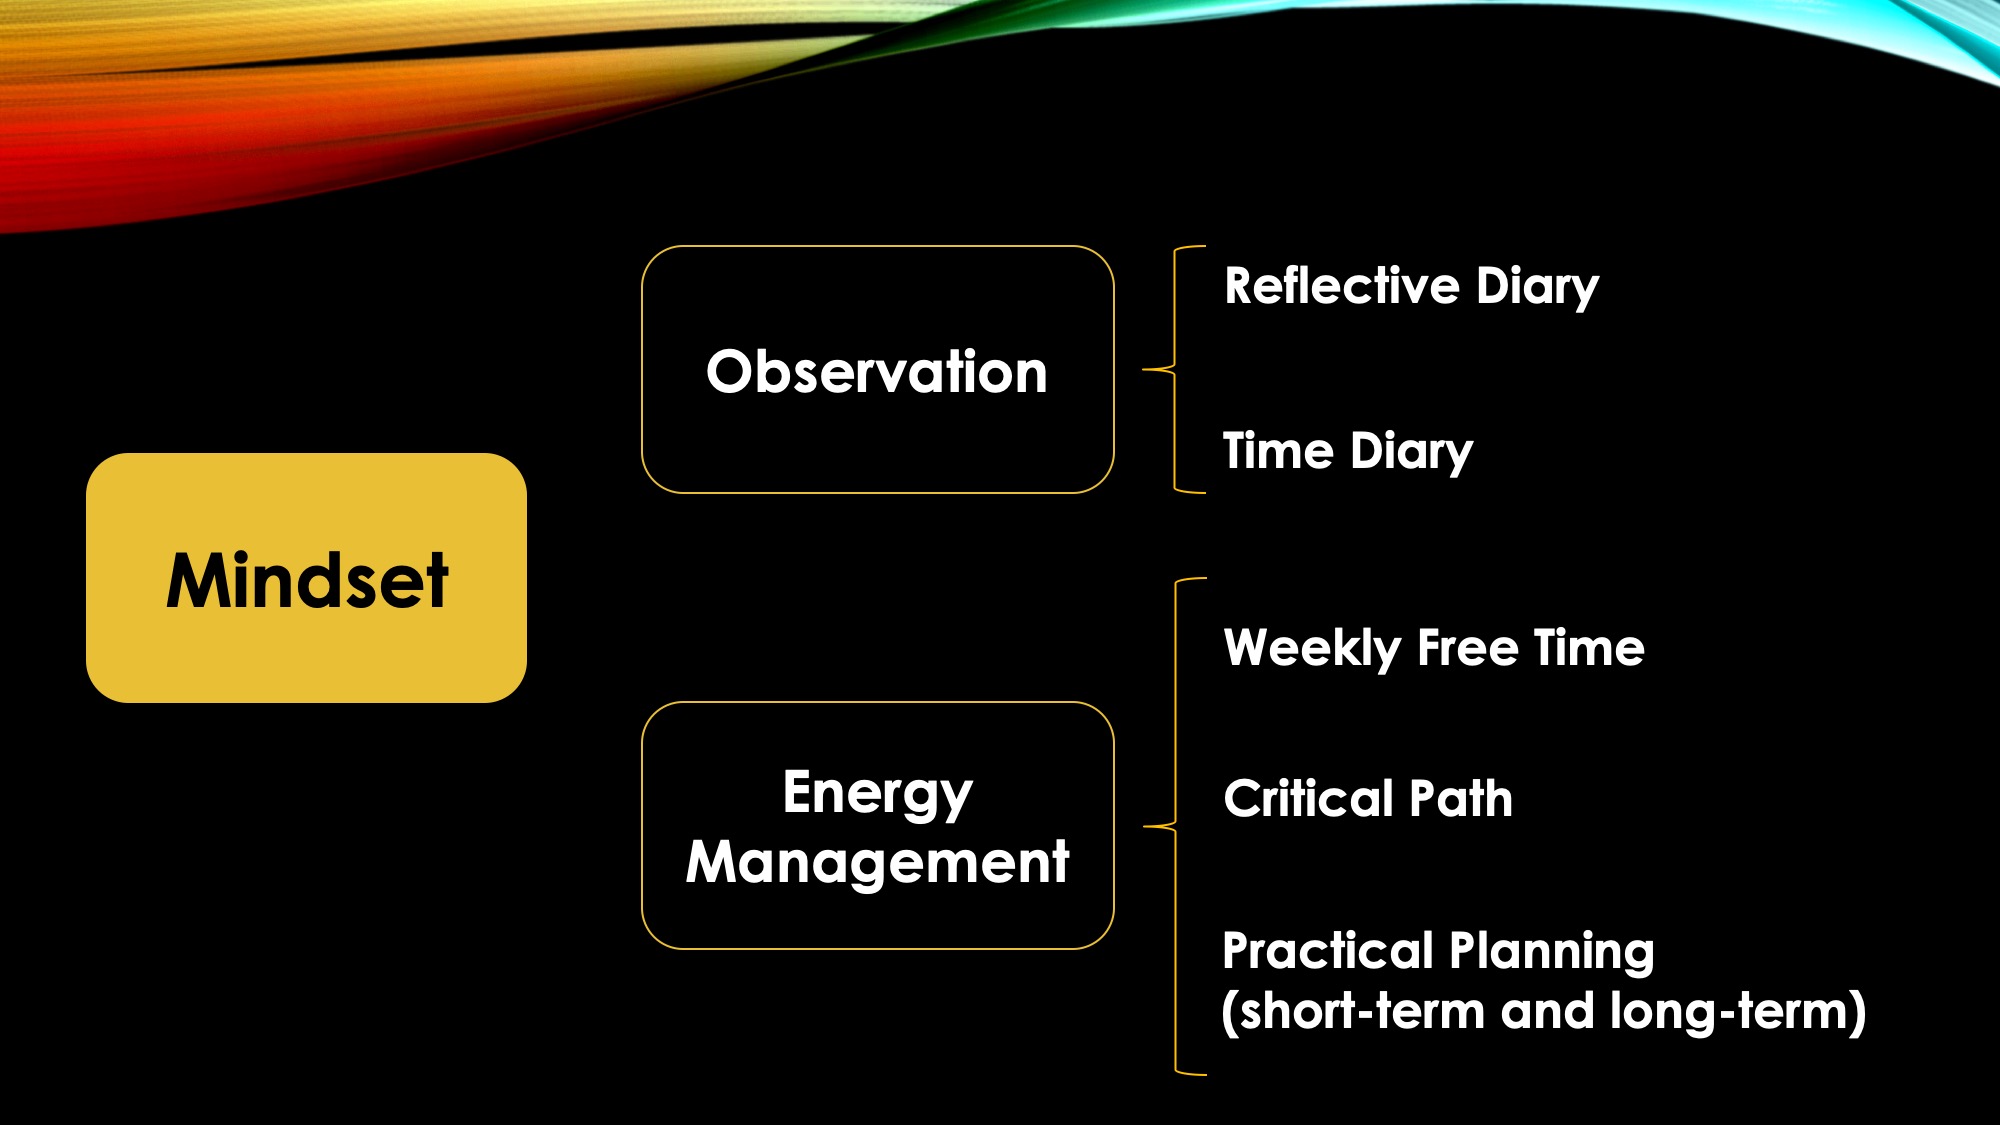 Mindset
Observation
Reflective Diary
Time Diary
Energy
Management
Weekly Free Time
Critical Path
Practical Planning
(short-term and long-term)